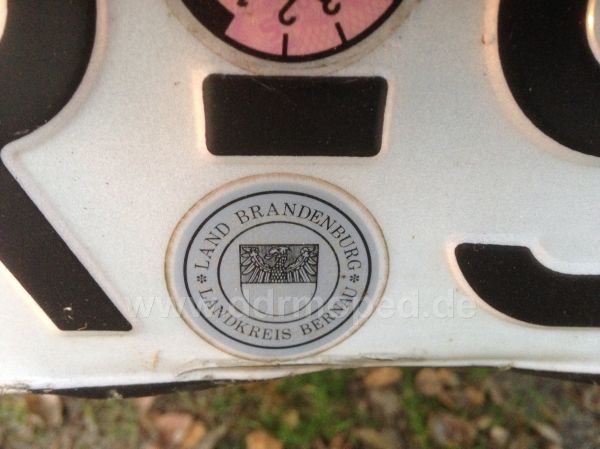 LAND BRANDENBURG
LANDKREIS BERNAU
www.ddrmoped.de